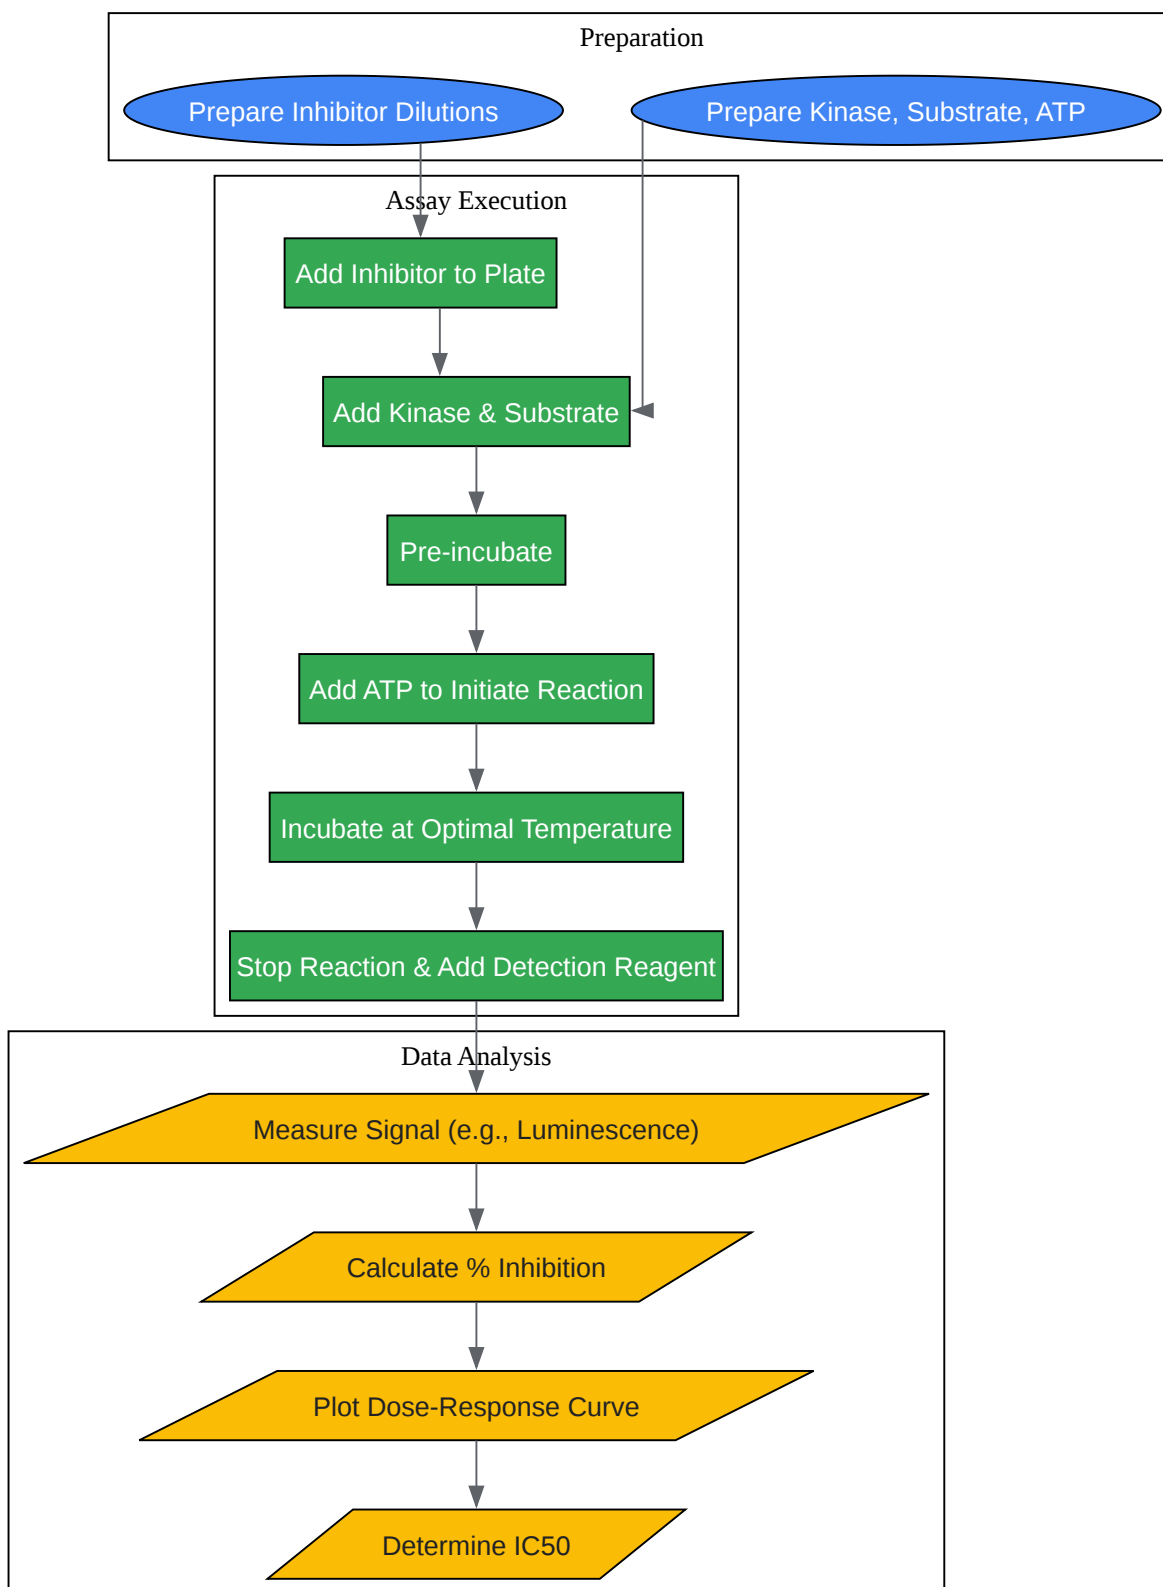 Preparation
Prepare Inhibitor Dilutions
Prepare Kinase, Substrate, ATP
Assay Execution
Add Inhibitor to Plate
Add Kinase & Substrate
Pre-incubate
Add ATP to Initiate Reaction
Incubate at Optimal Temperature
Stop Reaction & Add Detection Reagent
Data Analysis
Measure Signal (e.g., Luminescence)
Calculate % Inhibition
Plot Dose-Response Curve
Determine IC50